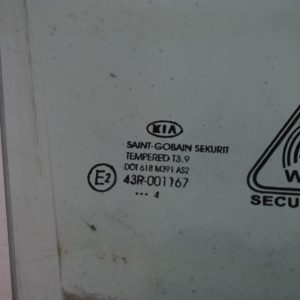 KIA
SAINT-GOBAIN SEKURIT
TEMPERED T3.9
DOT 618 M391 AS2
E2 43R-001167
... 4
W
SECU